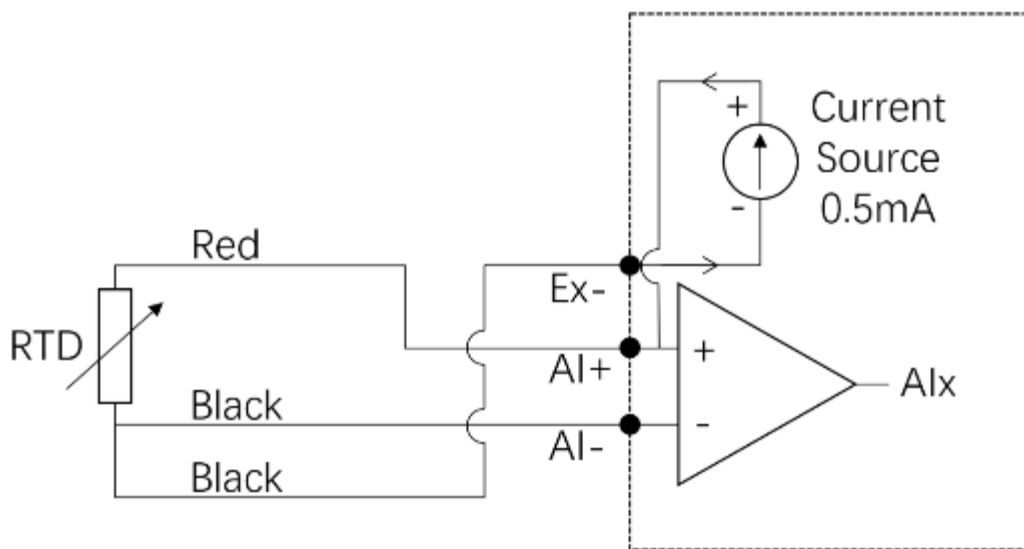 +
Current
Source
0.5mA
-
Red
Ex-
RTD
AI+
+
AIx
Black
AI-
-
Black